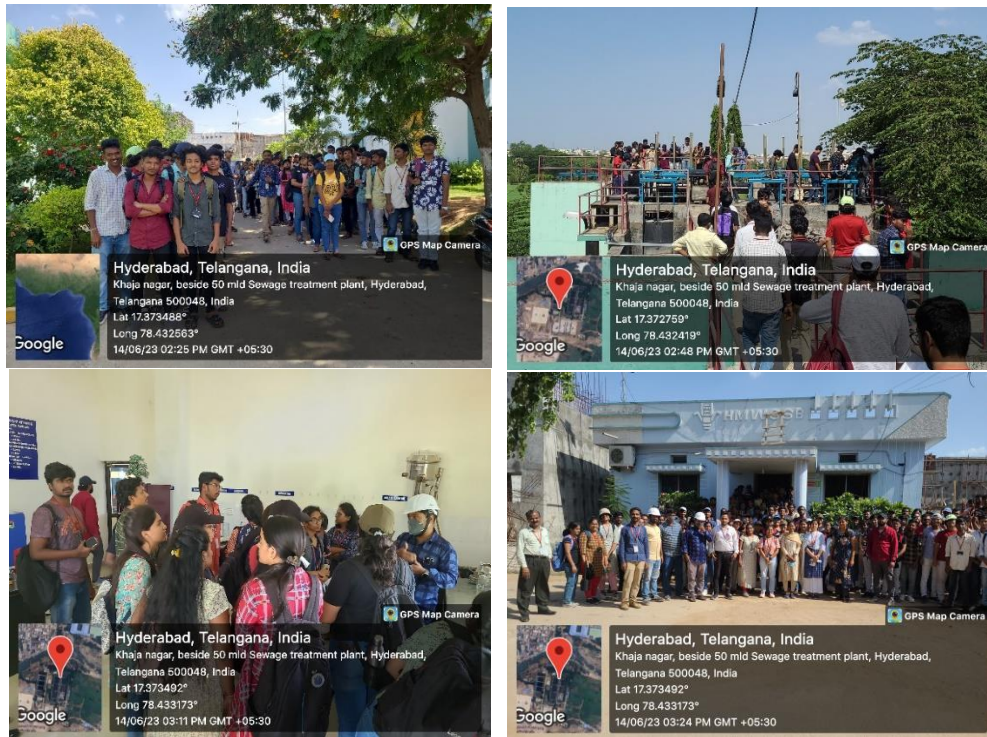 GPS Map Camera
Hyderabad, Telangana, India
Khaja nagar, beside 50 mld Sewage treatment plant, Hyderabad,
Telangana 500048, India
Lat 17.373488°
Long 78.432563°
14/06/23 02:25 PM GMT +05:30
Google
GPS Map Camera
Hyderabad, Telangana, India
Khaja nagar, beside 50 mld Sewage treatment plant, Hyderabad,
Telangana 500048, India
Lat 17.372759°
Long 78.432419°
14/06/23 02:48 PM GMT +05:30
Google
GPS Map Camera
Hyderabad, Telangana, India
Khaja nagar, beside 50 mld Sewage treatment plant, Hyderabad,
Telangana 500048, India
Lat 17.373492°
Long 78.433173°
14/06/23 03:11 PM GMT +05:30
Google
HMWSSB
GPS Map Camera
Hyderabad, Telangana, India
Khaja nagar, beside 50 mld Sewage treatment plant, Hyderabad,
Telangana 500048, India
Lat 17.373492°
Long 78.433173°
14/06/23 03:24 PM GMT +05:30
Google